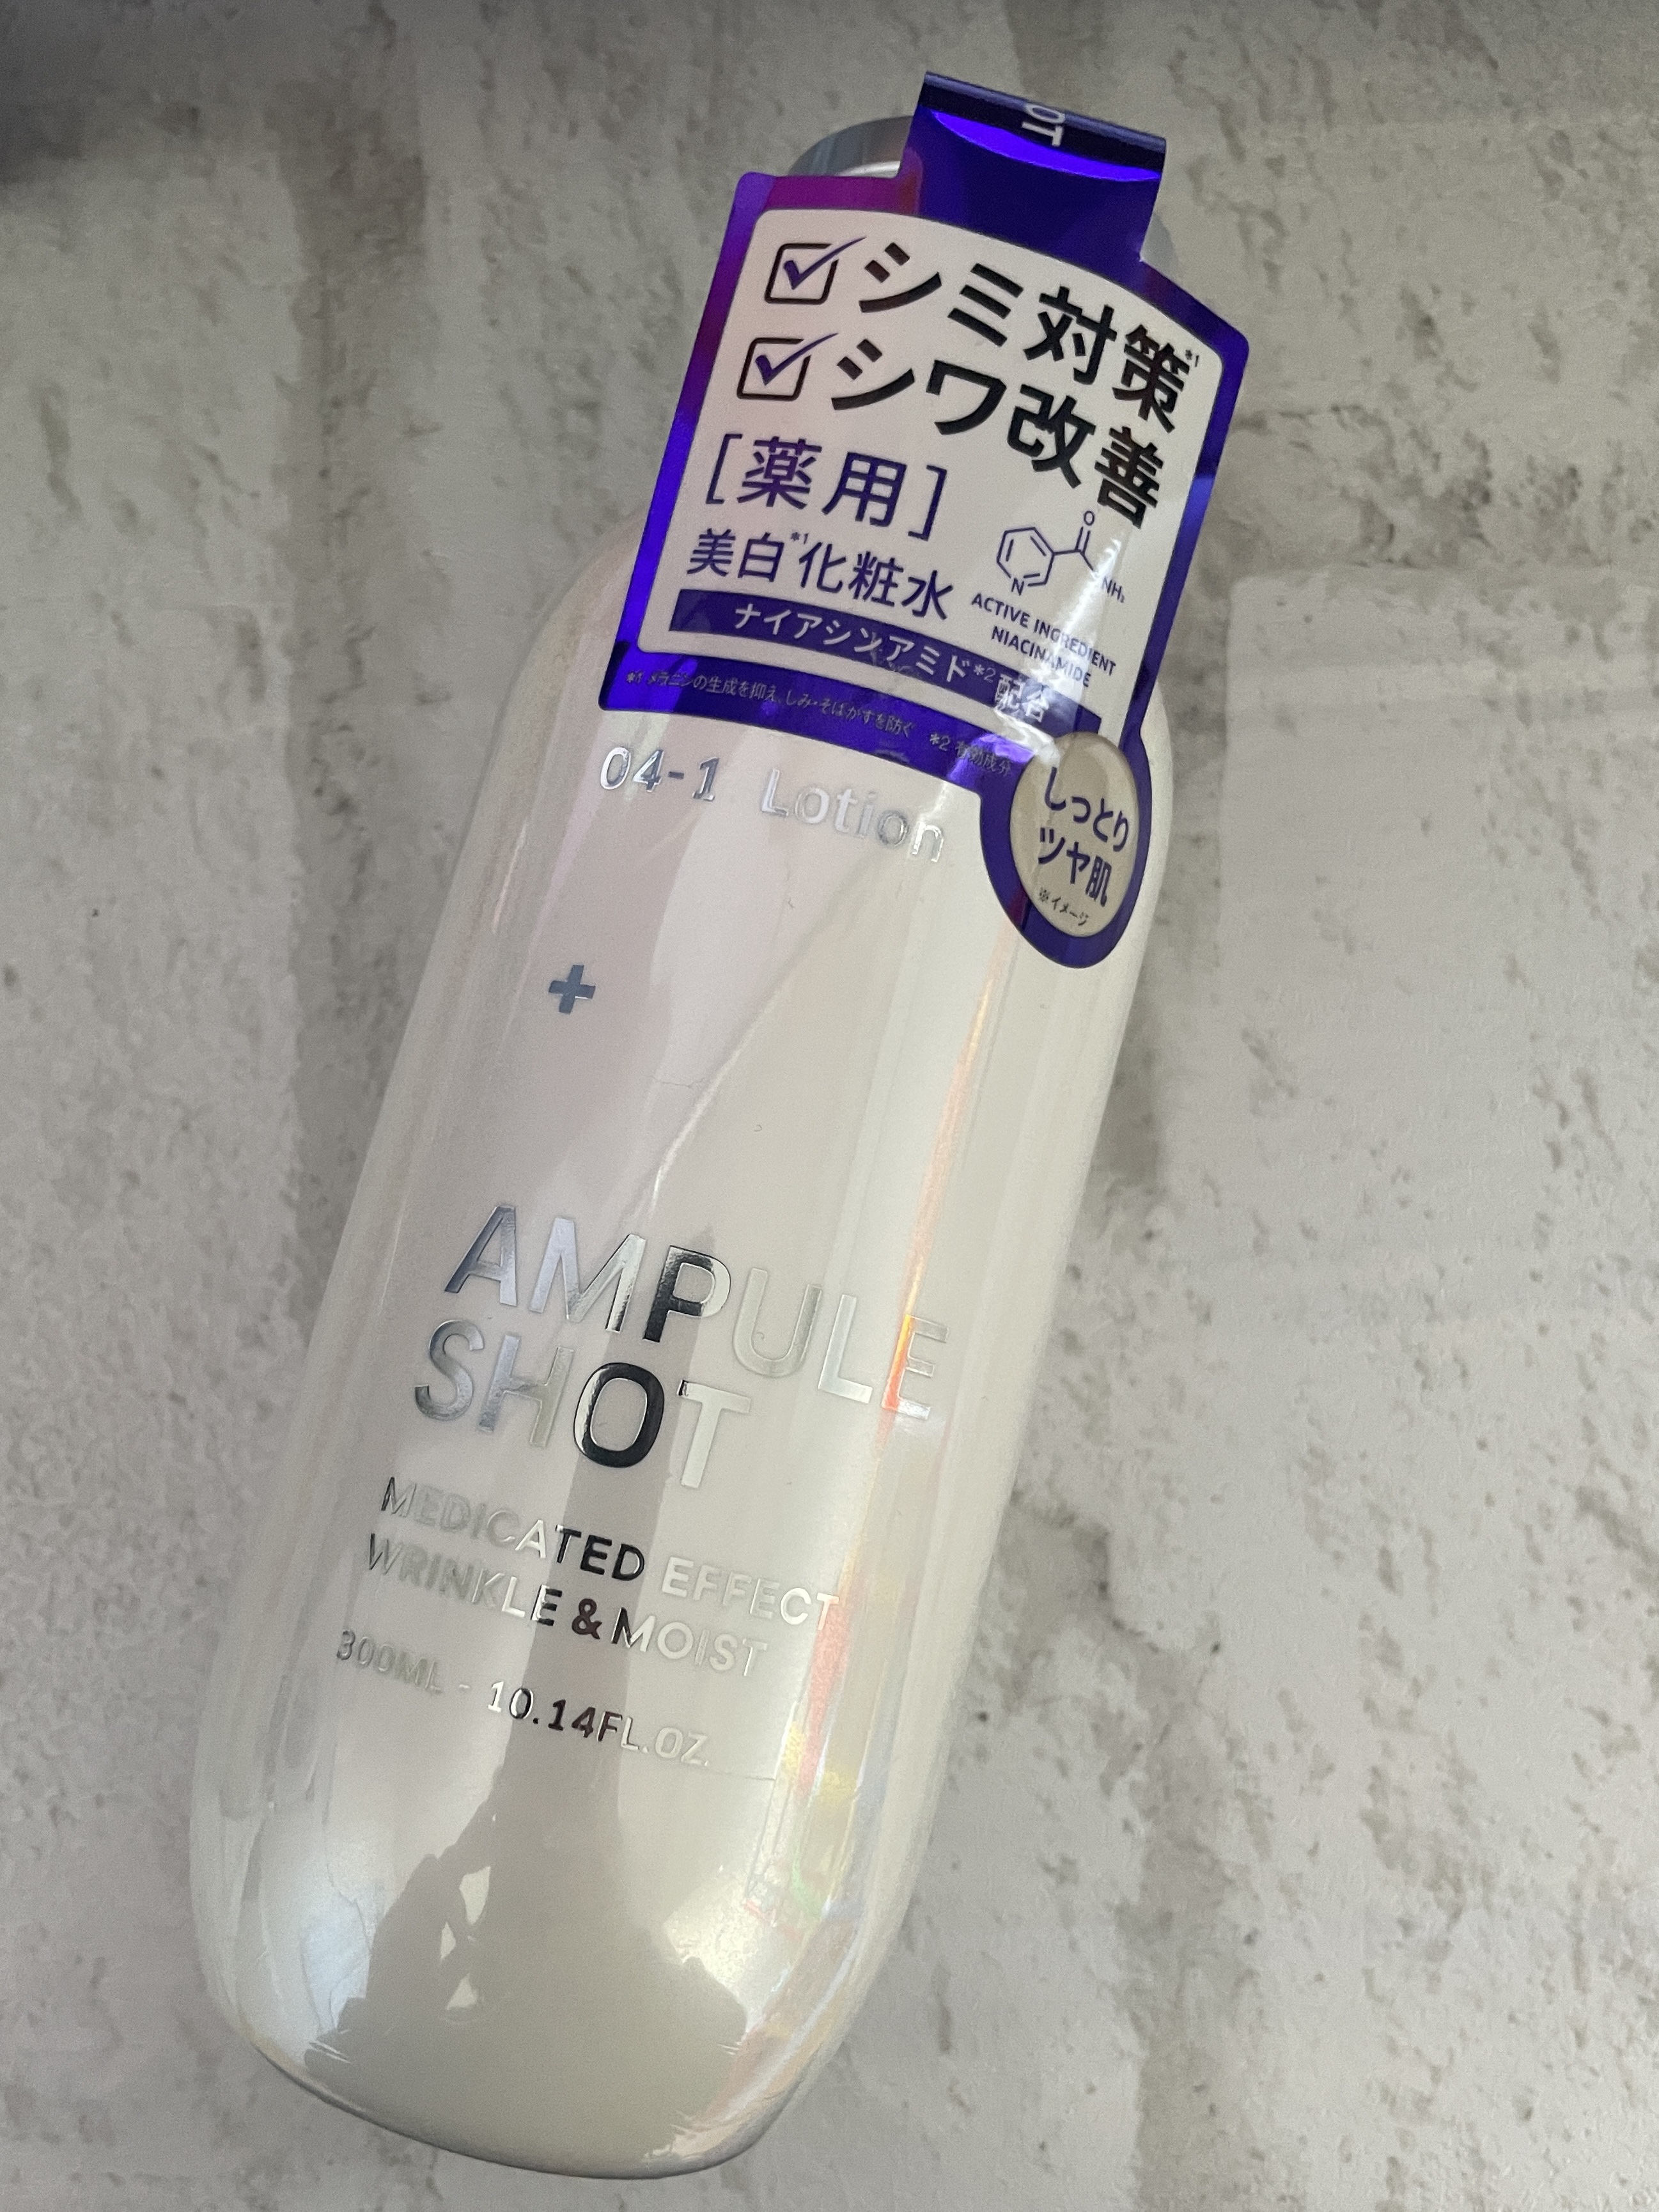 OT
シミ対策*1
シワ改善
[薬用]
美白*1化粧水
ナイアシンアミド*2配合
O
N
NH₂
ACTIVE INGREDIENT
NIACINAMIDE
*1 メラニンの生成を抑え、しみ・そばかすを防ぐ *2 有効成分
しっとり
ツヤ肌
※イメージ
04-1 Lotion
+
AMPULE
SHOT
MEDICATED EFFECT
WRINKLE & MOIST
300ML - 10.14FL.OZ.